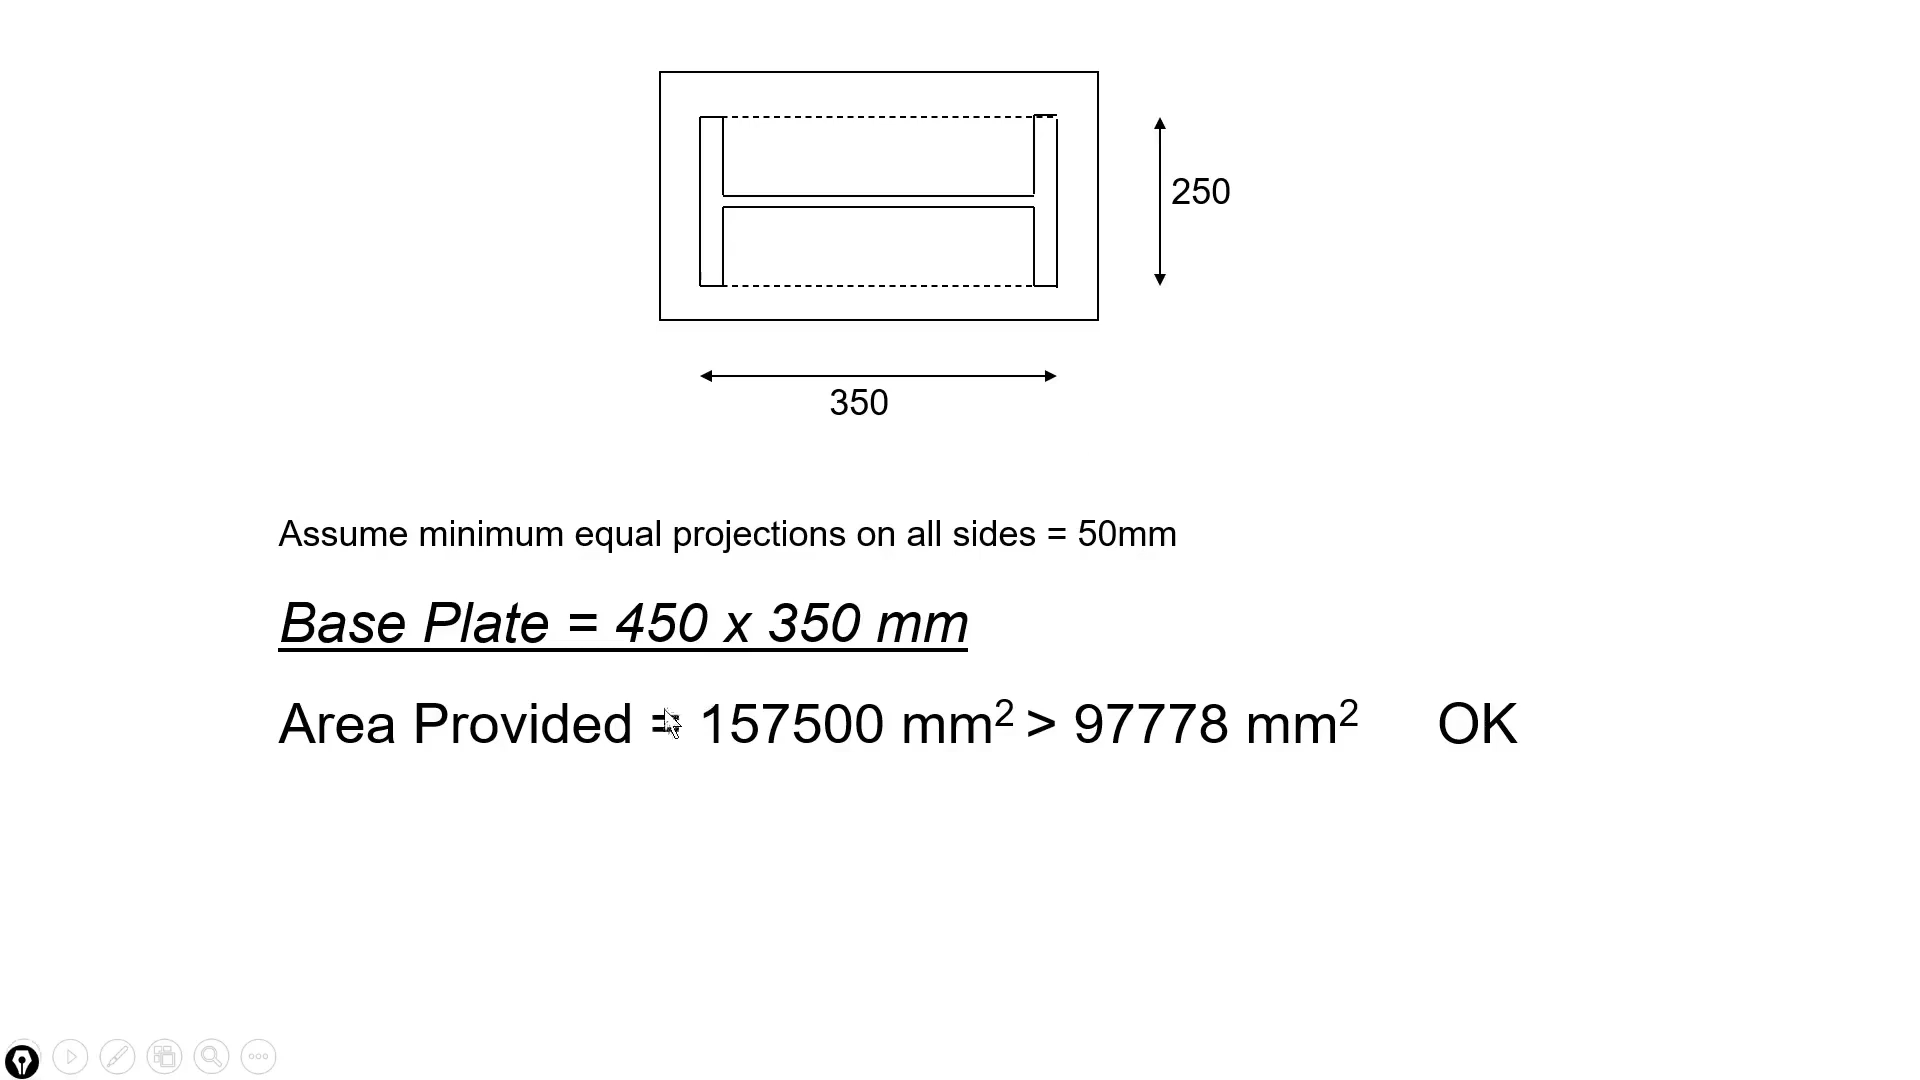 250
350
Assume minimum equal projections on all sides = 50mm
Base Plate = 450 x 350 mm
Area Provided = 157500 mm² > 97778 mm² OK